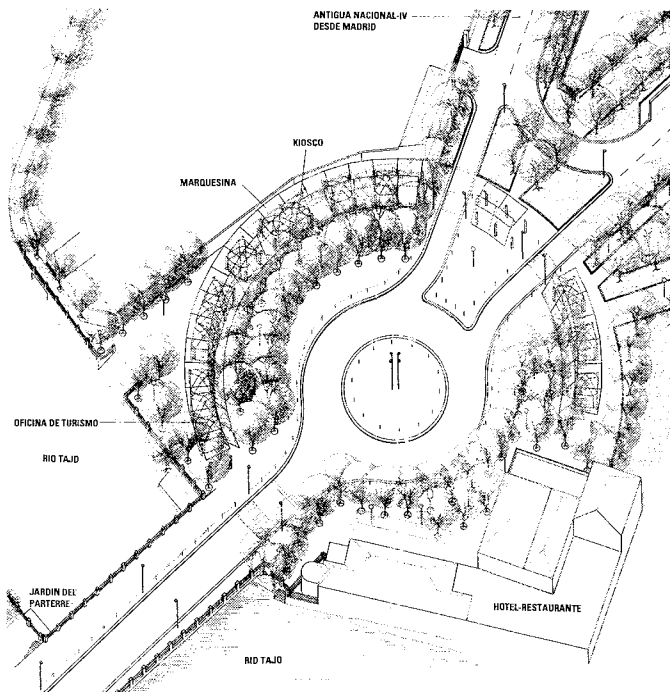 ANTIGUA NACIONAL-IV
DESDE MADRID
KIOSCO
MARQUESINA
OFICINA DE TURISMO
RIO TAJO
JARDIN DEL
PARTERRE
HOTEL-RESTAURANTE
RIO TAJO